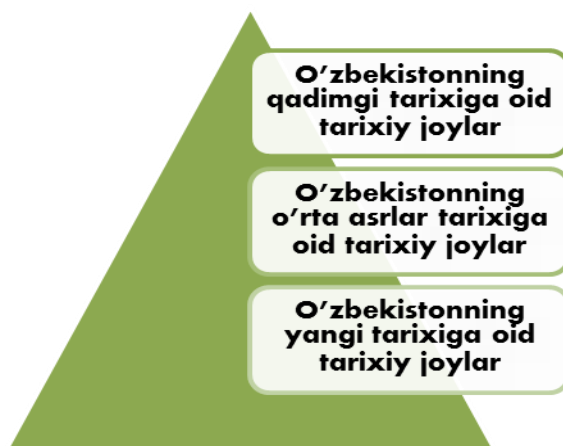 O’zbekistonning
qadimgi tarixiga oid
tarixiy joylar
O’zbekistonning
o’rta asrlar tarixiga
oid tarixiy joylar
O’zbekistonning
yangi tarixiga oid
tarixiy joylar